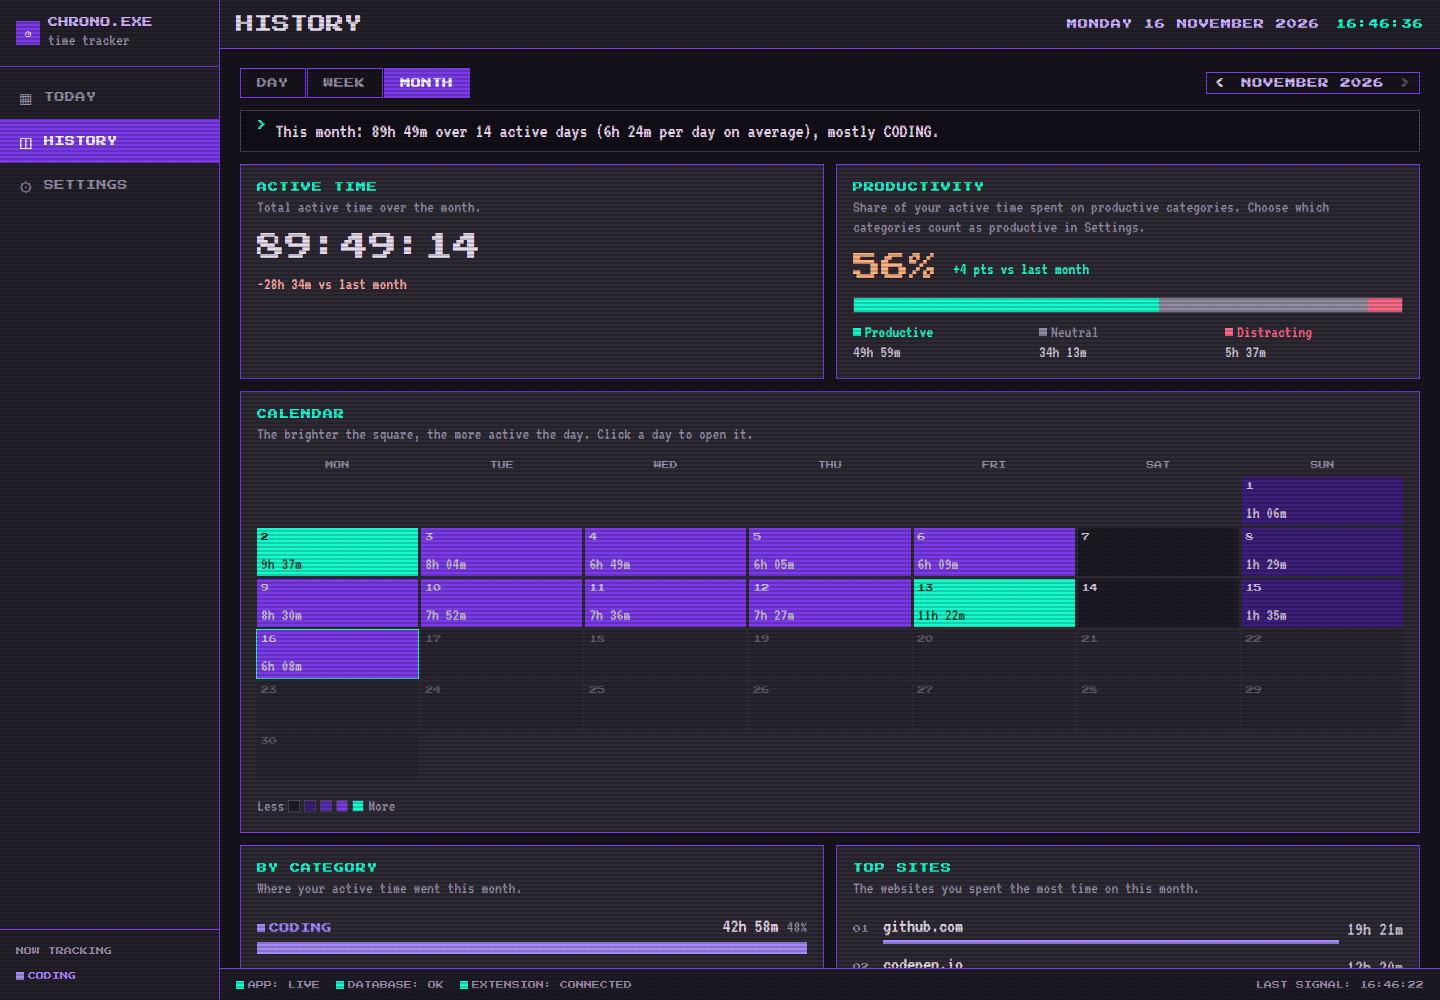 CHRONO.EXE
time tracker
TODAY
HISTORY
SETTINGS
NOW TRACKING
CODING
HISTORY
MONDAY 16 NOVEMBER 2026 16:46:36
DAY WEEK MONTH
< NOVEMBER 2026 >
> This month: 89h 49m over 14 active days (6h 24m per day on average), mostly CODING.
ACTIVE TIME
Total active time over the month.
89:49:14
-28h 34m vs last month
PRODUCTIVITY
Share of your active time spent on productive categories. Choose which
categories count as productive in Settings.
56% +4 pts vs last month
Productive Neutral Distracting
49h 59m 34h 13m 5h 37m
CALENDAR
The brighter the square, the more active the day. Click a day to open it.
MON TUE WED THU FRI SAT SUN
1
1h 06m
2 3 4 5 6 7 8
9h 37m 8h 04m 6h 49m 6h 05m 6h 09m 1h 29m
9 10 11 12 13 14 15
8h 30m 7h 52m 7h 36m 7h 27m 11h 22m 1h 35m
16 17 18 19 20 21 22
6h 08m
23 24 25 26 27 28 29
30
Less More
BY CATEGORY
Where your active time went this month.
CODING 42h 58m 48%
TOP SITES
The websites you spent the most time on this month.
01 github.com 19h 21m
02 codepen.io 12h 20m
APP: LIVE DATABASE: OK EXTENSION: CONNECTED
LAST SIGNAL: 16:46:22